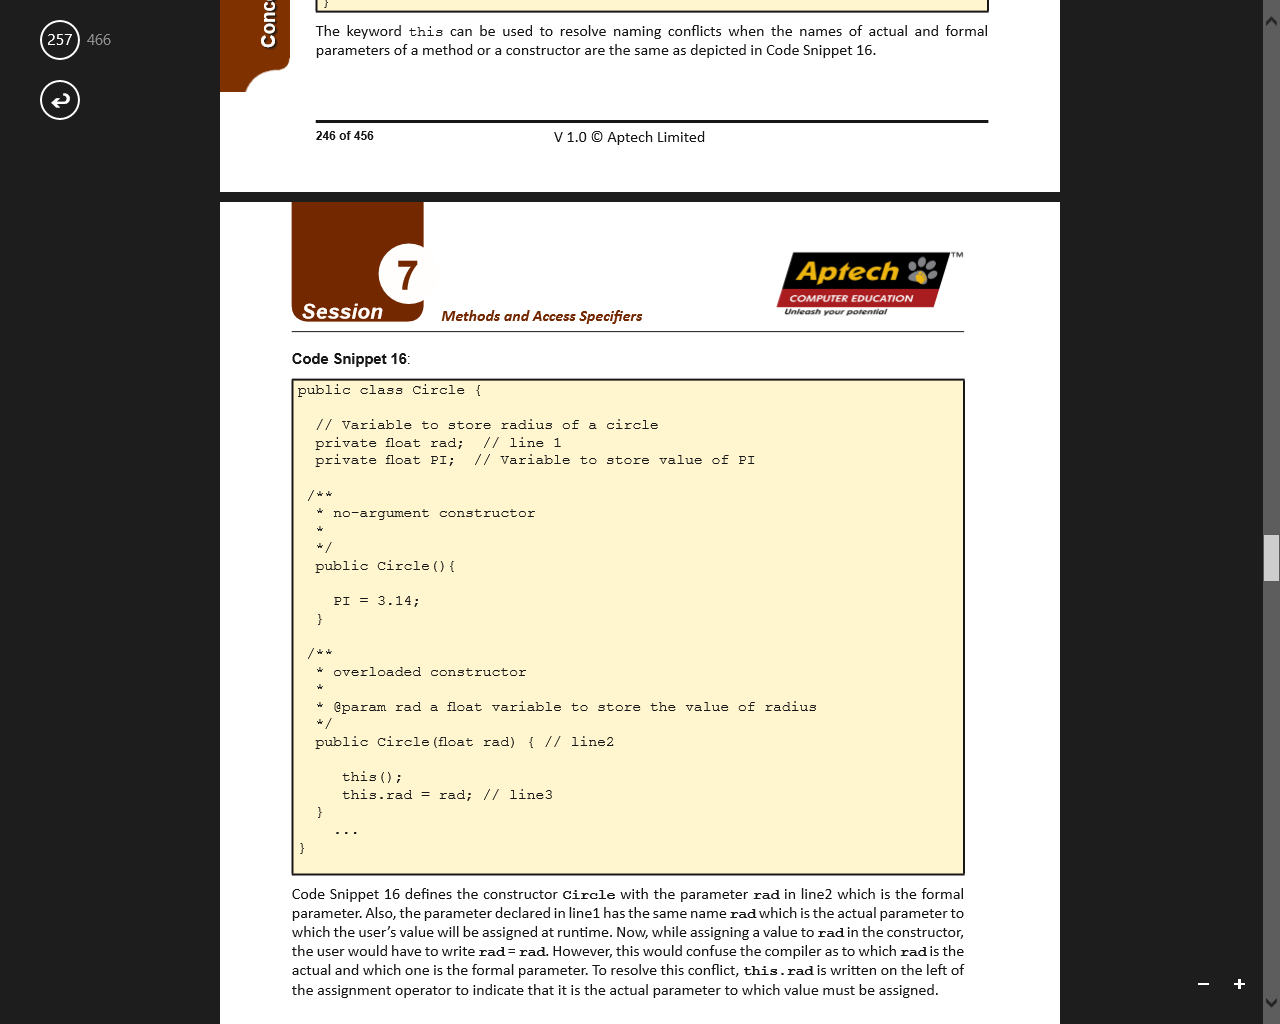 257 466
Conc
}
The keyword this can be used to resolve naming conflicts when the names of actual and formal
parameters of a method or a constructor are the same as depicted in Code Snippet 16.
246 of 456
V 1.0 © Aptech Limited
7
Session
Methods and Access Specifiers
Aptech TM
COMPUTER EDUCATION
Unleash your potential
Code Snippet 16:
public class Circle {
// Variable to store radius of a circle
private float rad; // line 1
private float PI; // Variable to store value of PI
/**
* no-argument constructor
*
*/
public Circle(){
PI = 3.14;
}
/**
* overloaded constructor
*
* @param rad a float variable to store the value of radius
*/
public Circle(float rad) { // line2
this();
this.rad = rad; // line3
}
...
}
Code Snippet 16 defines the constructor Circle with the parameter rad in line2 which is the formal
parameter. Also, the parameter declared in line1 has the same name rad which is the actual parameter to
which the user's value will be assigned at runtime. Now, while assigning a value to rad in the constructor,
the user would have to write rad = rad. However, this would confuse the compiler as to which rad is the
actual and which one is the formal parameter. To resolve this conflict, this.rad is written on the left of
the assignment operator to indicate that it is the actual parameter to which value must be assigned.